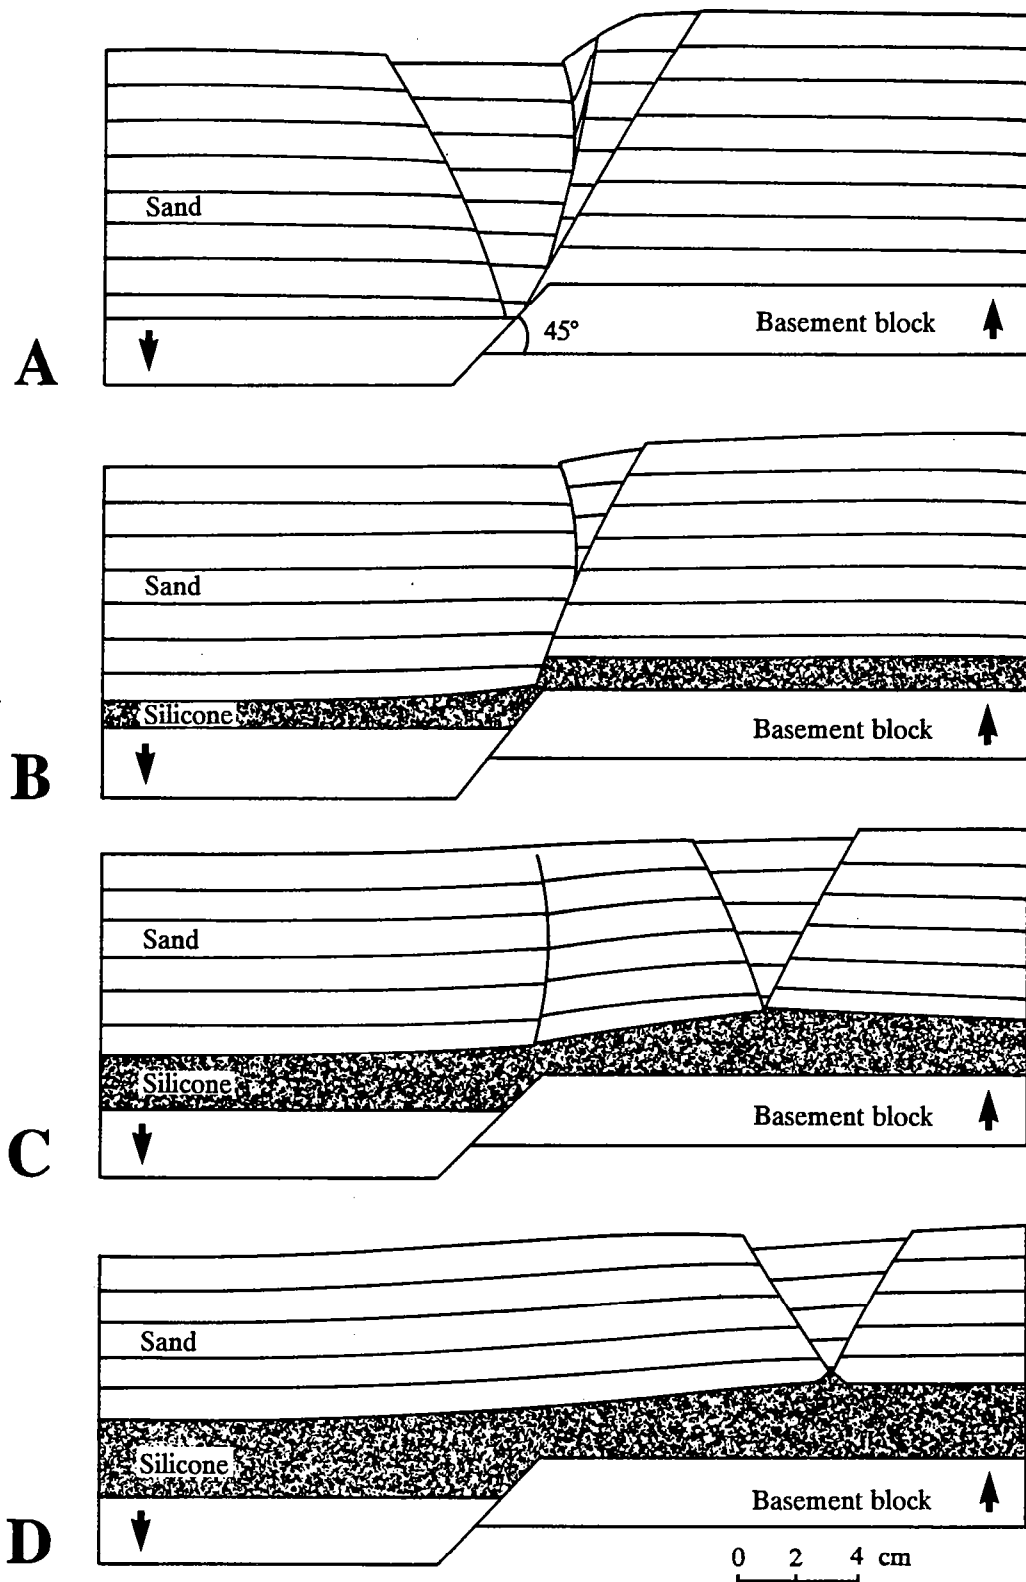 Sand
45°
Basement block
A
Sand
Silicone
Basement block
B
Sand
Silicone
Basement block
C
Sand
Silicone
Basement block
D
0 2 4 cm